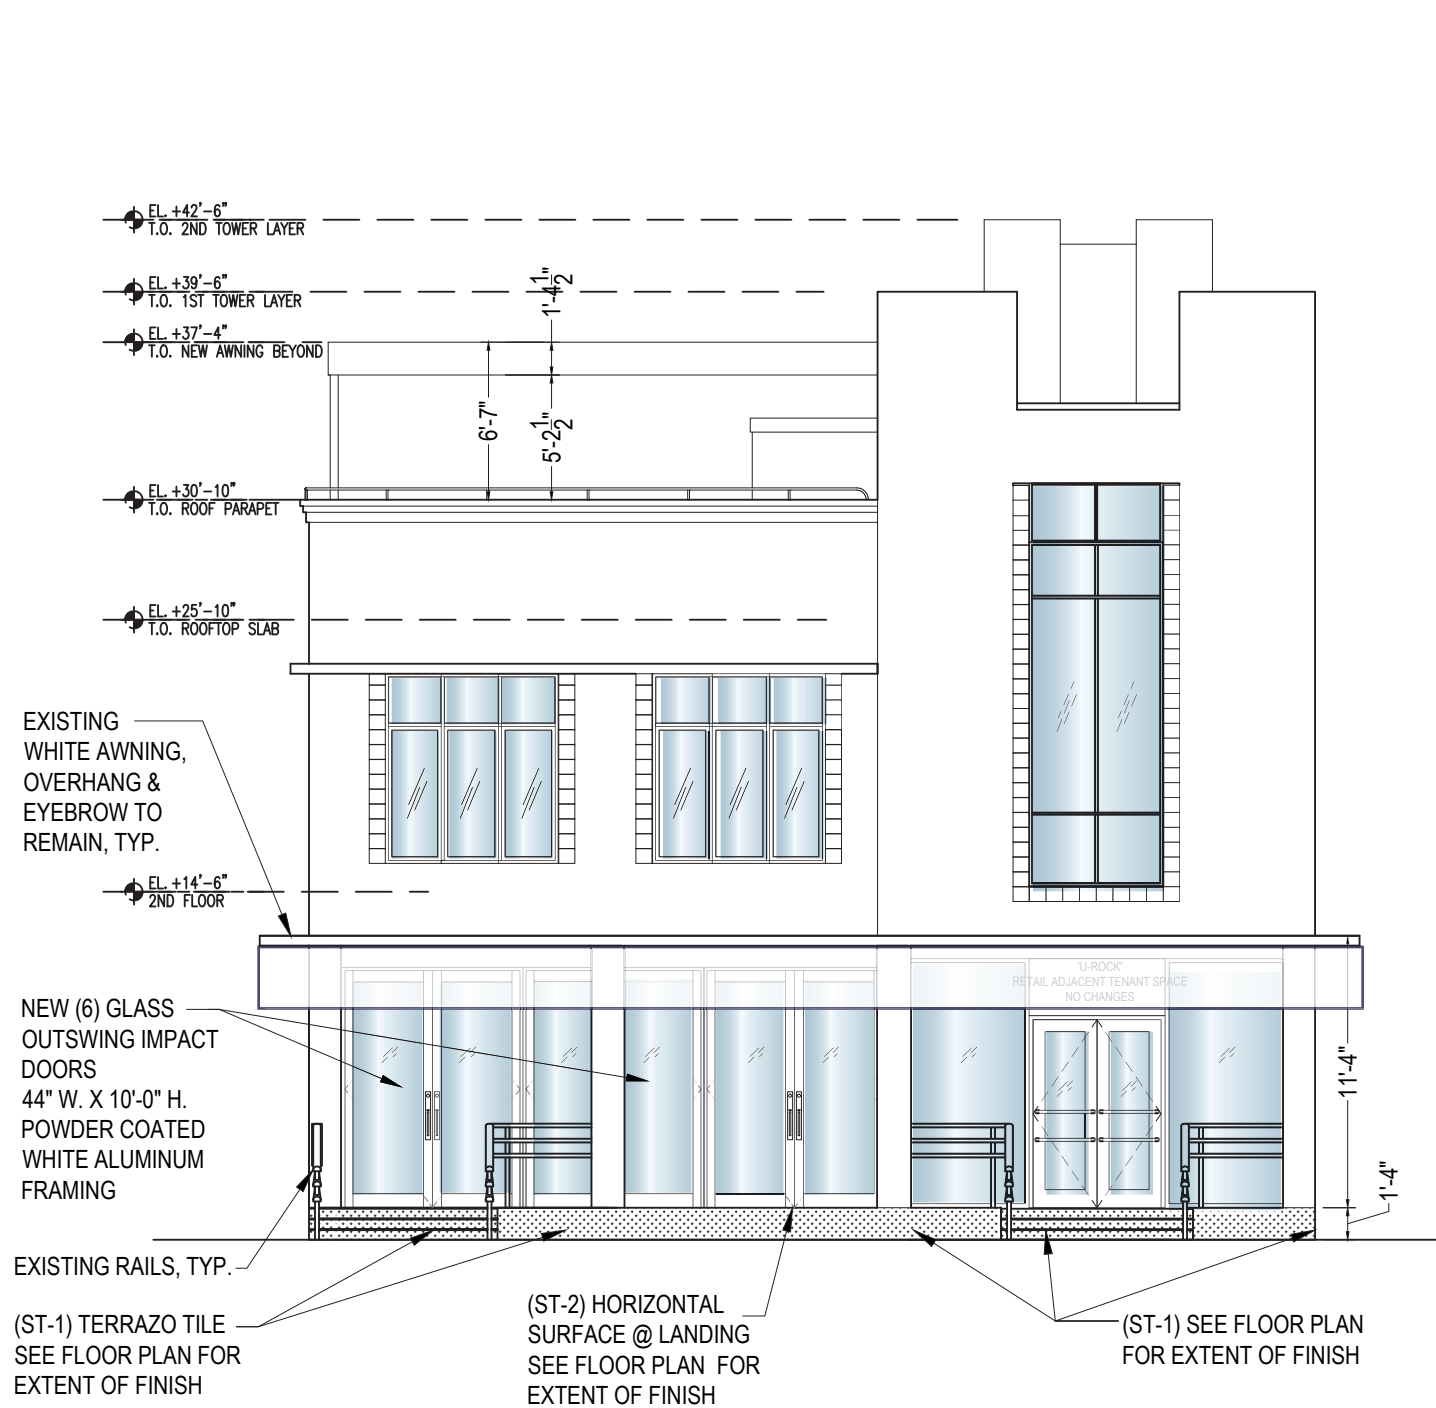 EL. +42'-6"
T.O. 2ND TOWER LAYER
EL. +39'-6"
T.O. 1ST TOWER LAYER
1'-4 1/2"
EL. +37'-4"
T.O. NEW AWNING BEYOND
6'-7"
5'-2 1/2"
EL. +30'-10"
T.O. ROOF PARAPET
EL. +25'-10"
T.O. ROOFTOP SLAB
EXISTING
WHITE AWNING,
OVERHANG &
EYEBROW TO
REMAIN, TYP.
EL. +14'-6"
2ND FLOOR
'U-ROCK'
RETAIL ADJACENT TENANT SPACE
NO CHANGES
NEW (6) GLASS
OUTSWING IMPACT
DOORS
44" W. X 10'-0" H.
POWDER COATED
WHITE ALUMINUM
FRAMING
11'-4"
1'-4"
EXISTING RAILS, TYP.
(ST-1) TERRAZO TILE
SEE FLOOR PLAN FOR
EXTENT OF FINISH
(ST-2) HORIZONTAL
SURFACE @ LANDING
SEE FLOOR PLAN FOR
EXTENT OF FINISH
(ST-1) SEE FLOOR PLAN
FOR EXTENT OF FINISH